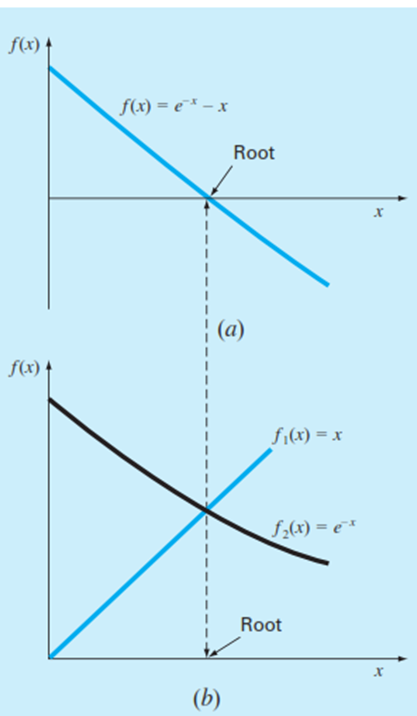 f(x)
f(x) = e⁻ˣ – x
Root
x
(a)
f(x)
f₁(x) = x
f₂(x) = e⁻ˣ
Root
x
(b)